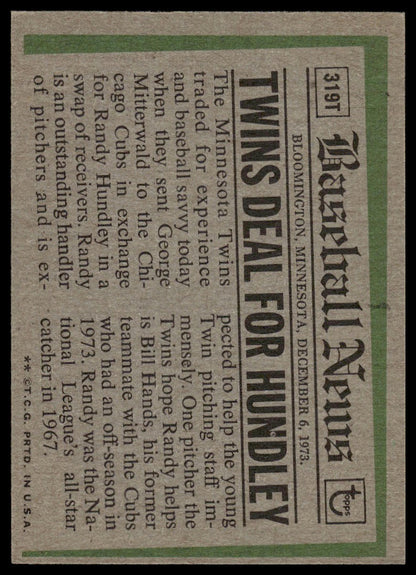 319T
Baseball News
topps
BLOOMINGTON, MINNESOTA, DECEMBER 6, 1973.
TWINS DEAL FOR HUNDLEY
The Minnesota Twins
traded for experience
and baseball savvy today
when they sent George
Mitterwald to the Chi-
cago Cubs in exchange
for Randy Hundley in a
swap of receivers. Randy
is an outstanding handler
of pitchers and is ex-
pected to help the young
Twin pitching staff im-
mensely. One pitcher the
Twins hope Randy helps
is Bill Hands, his former
teammate with the Cubs
who had an off-season in
1973. Randy was the Na-
tional League's all-star
catcher in 1967
** © T.C.G. PRTD. IN U.S.A.